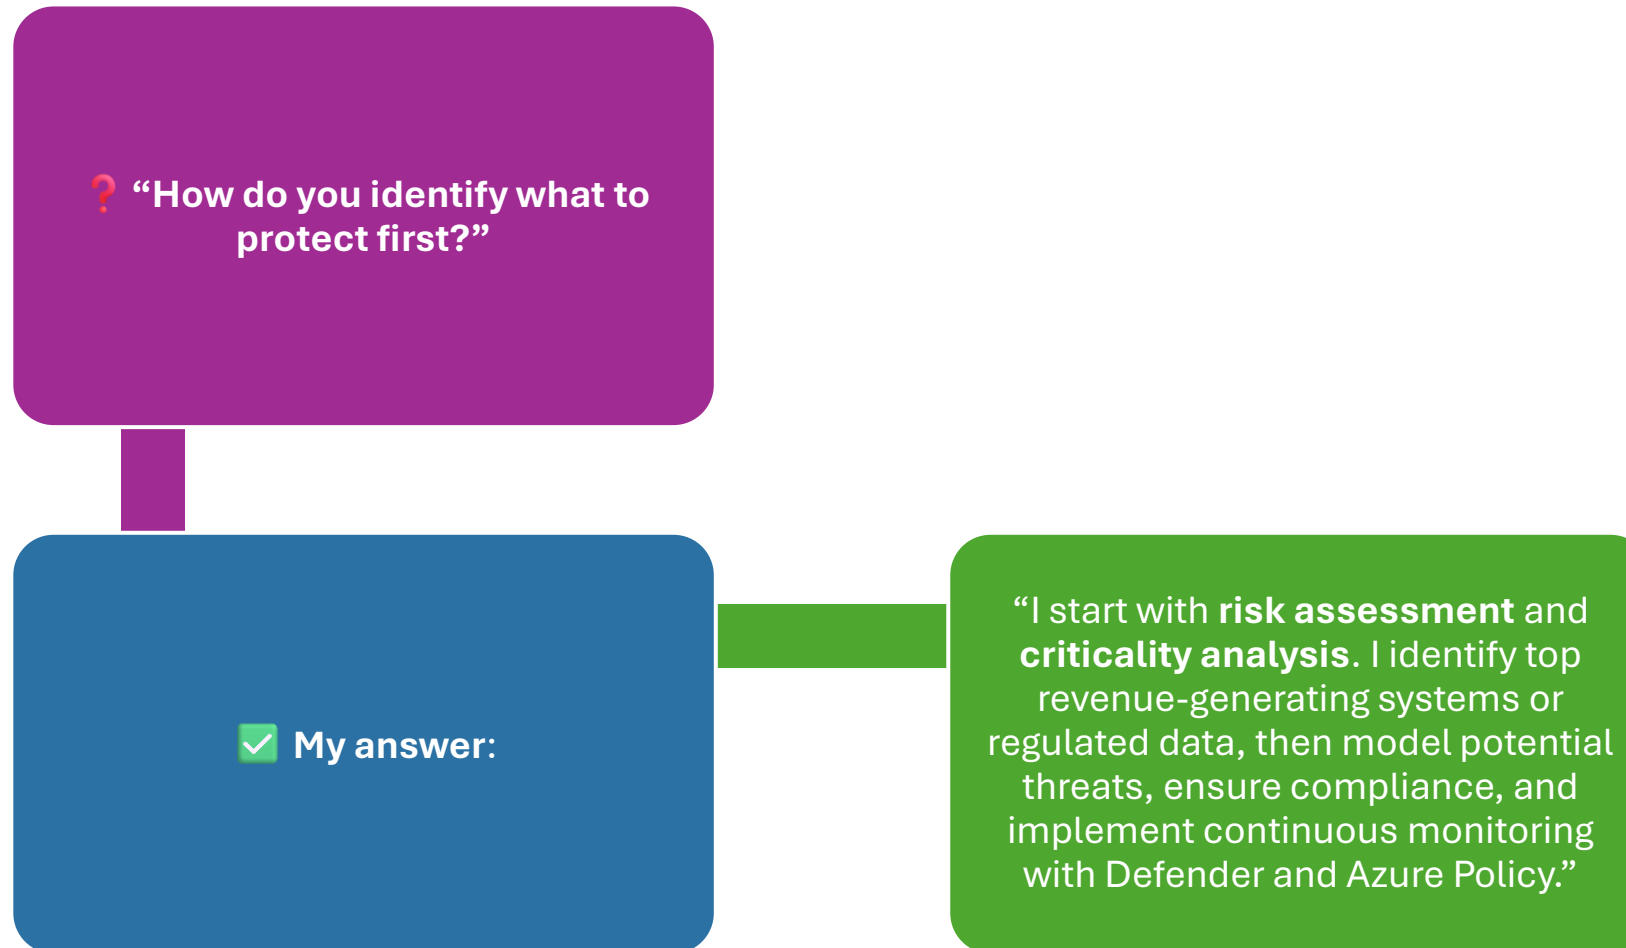 ❓ “How do you identify what to
protect first?”
✅ My answer:
“I start with risk assessment and
criticality analysis. I identify top
revenue-generating systems or
regulated data, then model potential
threats, ensure compliance, and
implement continuous monitoring
with Defender and Azure Policy.”